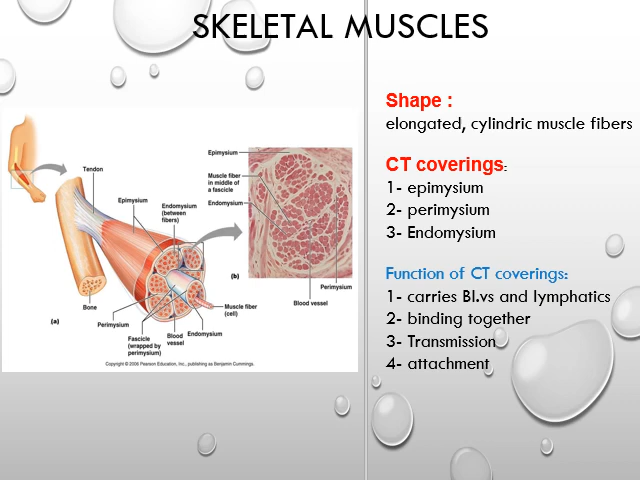 SKELETAL MUSCLES
Shape :
elongated, cylindric muscle fibers
CT coverings:
1- epimysium
2- perimysium
3- Endomysium
Function of CT coverings:
1- carries Bl.vs and lymphatics
2- binding together
3- Transmission
4- attachment
Tendon
Epimysium
Endomysium
(between
fibers)
Bone
(a)
Perimysium
Fascicle
(wrapped by
perimysium)
Blood
vessel
Endomysium
Muscle fiber
(cell)
Epimysium
Muscle fiber
in middle of
a fascicle
Endomysium
(b)
Perimysium
Blood vessel
Copyright © 2006 Pearson Education, Inc., publishing as Benjamin Cummings.